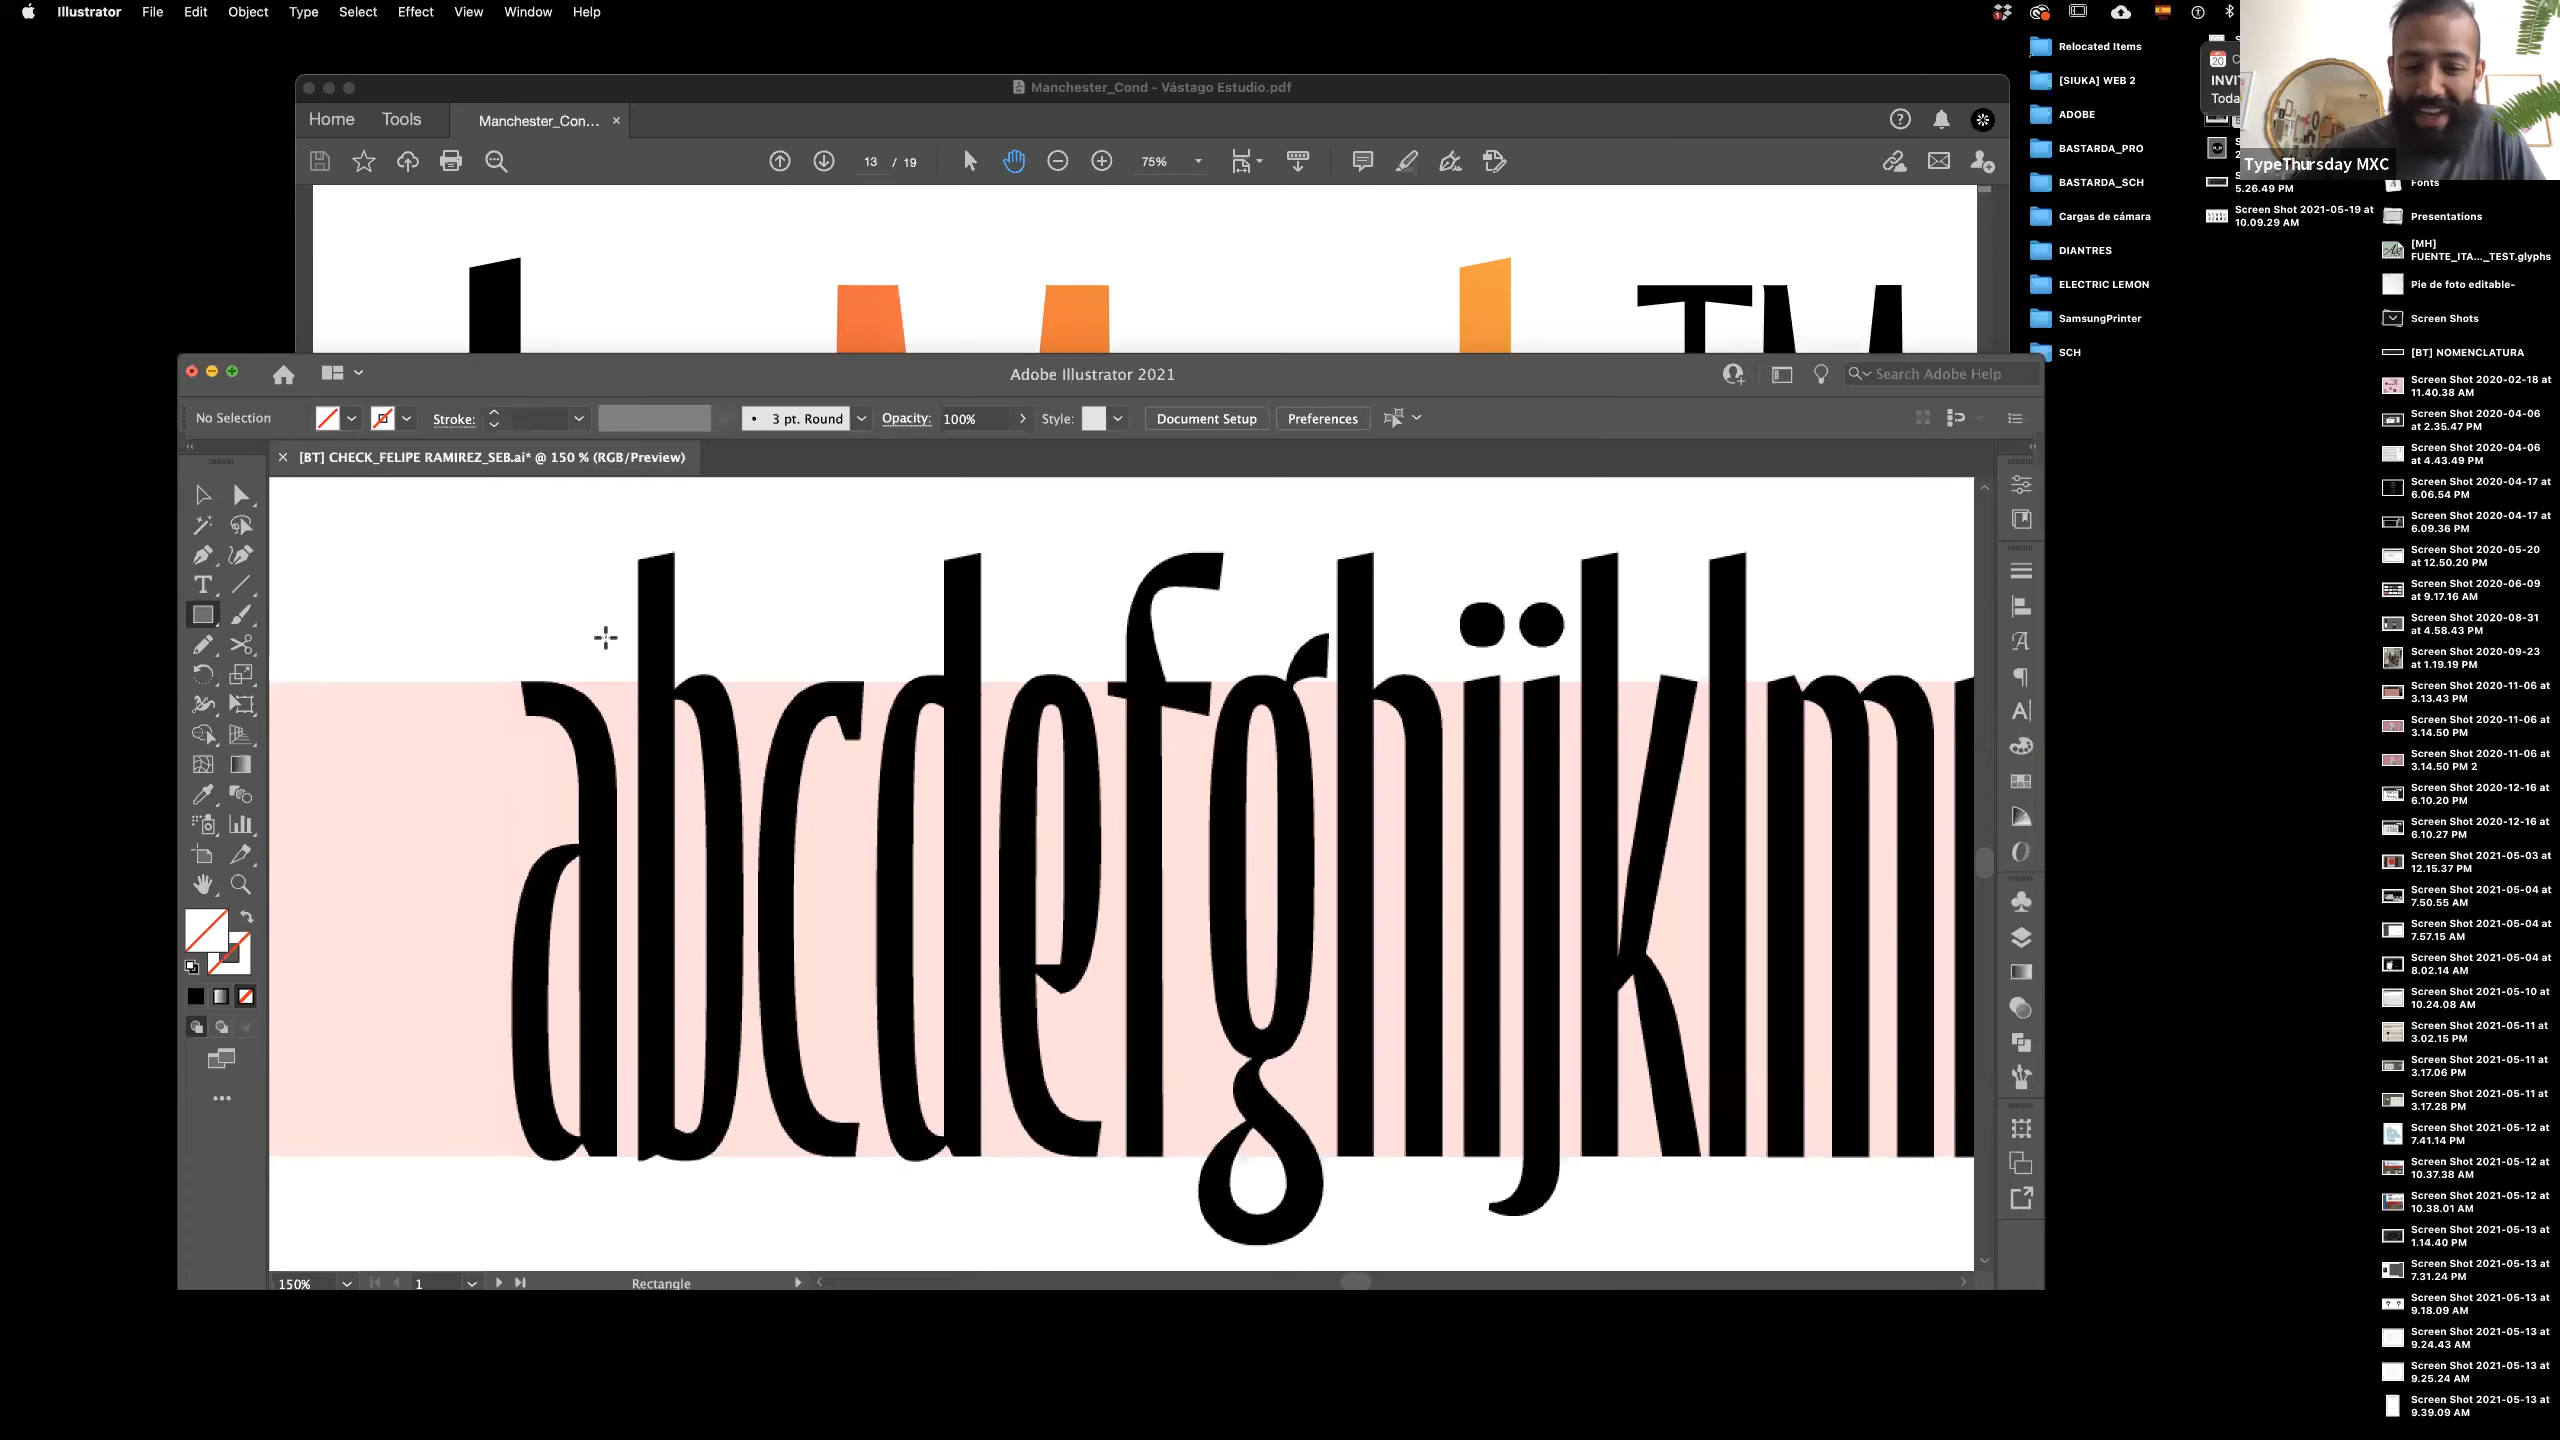 Illustrator File Edit Object Type Select Effect View Window Help
Manchester_Cond - Vástago Estudio.pdf
Home Tools Manchester_Con... ×
13 / 19 75%
TM
Adobe Illustrator 2021
Search Adobe Help
No Selection Stroke: 3 pt. Round Opacity: 100% Style: Document Setup Preferences
× [BT] CHECK_FELIPE RAMIREZ_SEB.ai* @ 150 % (RGB/Preview)
abcdefghijklm
150% 1 Rectangle
Relocated Items
[SIUKA] WEB 2
ADOBE
BASTARDA_PRO
BASTARDA_SCH
Cargas de cámara
DIANTRES
ELECTRIC LEMON
SamsungPrinter
SCH
20
INVI
Toda
TypeThursday MXC
5.26.49 PM
Screen Shot 2021-05-19 at
10.09.29 AM
Fonts
Presentations
[MH]
FUENTE_ITA..._TEST.glyphs
Pie de foto editable-
Screen Shots
[BT] NOMENCLATURA
Screen Shot 2020-02-18 at
11.40.38 AM
Screen Shot 2020-04-06
at 2.35.47 PM
Screen Shot 2020-04-06
at 4.43.49 PM
Screen Shot 2020-04-17 at
6.06.54 PM
Screen Shot 2020-04-17 at
6.09.36 PM
Screen Shot 2020-05-20
at 12.50.20 PM
Screen Shot 2020-06-09
at 9.17.16 AM
Screen Shot 2020-08-31
at 4.58.43 PM
Screen Shot 2020-09-23
at 1.19.19 PM
Screen Shot 2020-11-06 at
3.13.43 PM
Screen Shot 2020-11-06 at
3.14.50 PM
Screen Shot 2020-11-06 at
3.14.50 PM 2
Screen Shot 2020-12-16 at
6.10.20 PM
Screen Shot 2020-12-16 at
6.10.27 PM
Screen Shot 2021-05-03 at
12.15.37 PM
Screen Shot 2021-05-04 at
7.50.55 AM
Screen Shot 2021-05-04 at
7.57.15 AM
Screen Shot 2021-05-04 at
8.02.14 AM
Screen Shot 2021-05-10 at
10.24.08 AM
Screen Shot 2021-05-11 at
3.02.15 PM
Screen Shot 2021-05-11 at
3.17.06 PM
Screen Shot 2021-05-11 at
3.17.28 PM
Screen Shot 2021-05-12 at
7.41.14 PM
Screen Shot 2021-05-12 at
10.37.38 AM
Screen Shot 2021-05-12 at
10.38.01 AM
Screen Shot 2021-05-13 at
1.14.40 PM
Screen Shot 2021-05-13 at
7.31.24 PM
Screen Shot 2021-05-13 at
9.18.09 AM
Screen Shot 2021-05-13 at
9.24.43 AM
Screen Shot 2021-05-13 at
9.25.24 AM
Screen Shot 2021-05-13 at
9.39.09 AM